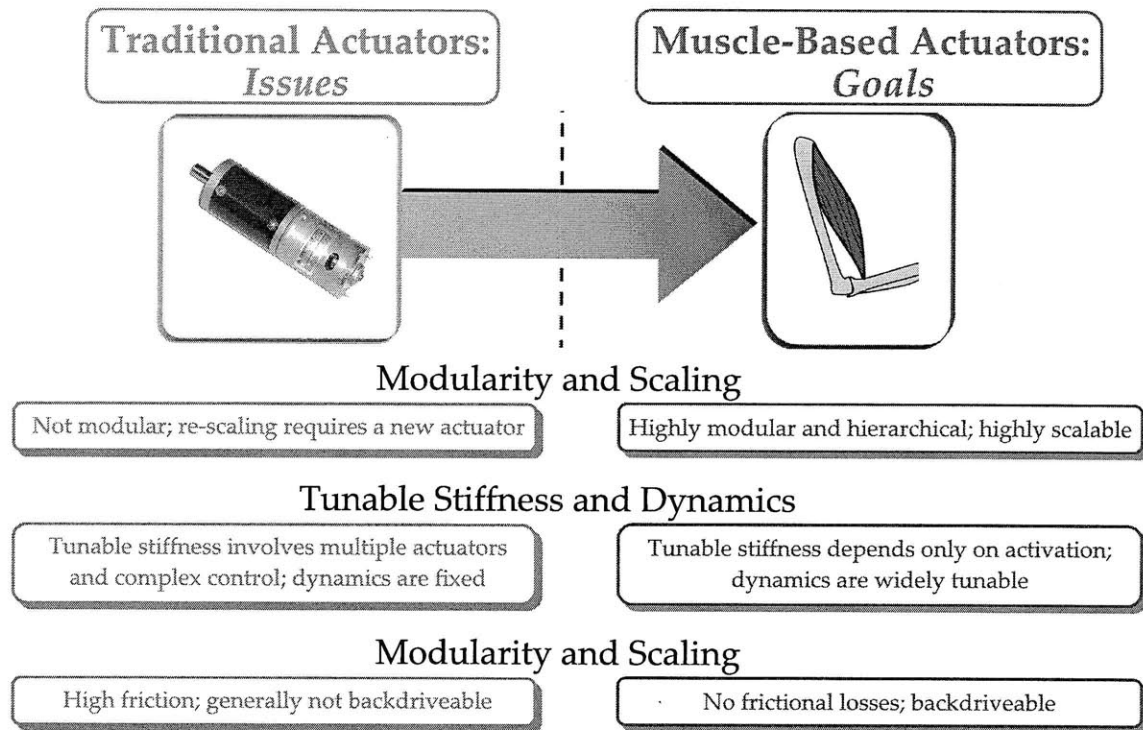 Traditional Actuators:
Issues
Muscle-Based Actuators:
Goals
Modularity and Scaling
Not modular; re-scaling requires a new actuator
Highly modular and hierarchical; highly scalable
Tunable Stiffness and Dynamics
Tunable stiffness involves multiple actuators
and complex control; dynamics are fixed
Tunable stiffness depends only on activation;
dynamics are widely tunable
Modularity and Scaling
High friction; generally not backdriveable
No frictional losses; backdriveable